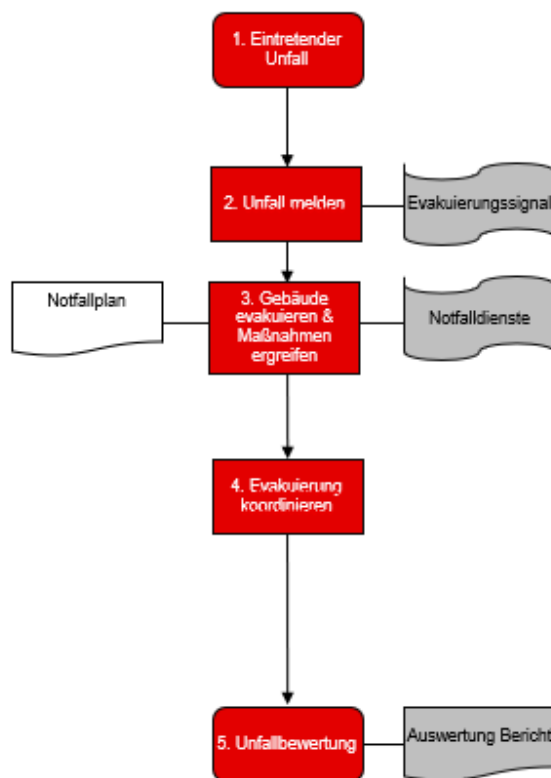 1. Eintretender
Unfall
2. Unfall melden
Evakuierungssignal
Notfallplan
3. Gebäude
evakuieren &
Maßnahmen
ergreifen
Notfalldienste
4. Evakuierung
koordinieren
5. Unfallbewertung
Auswertung Bericht